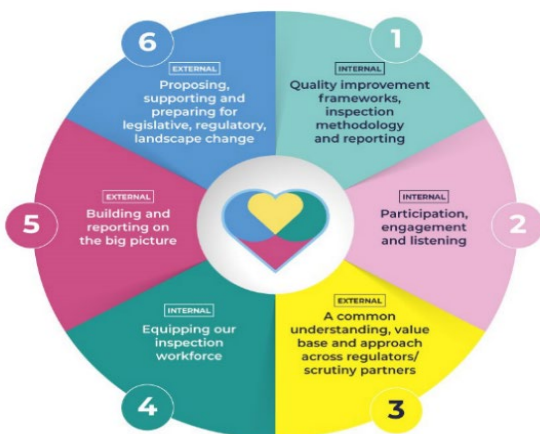 1
INTERNAL
Quality improvement
frameworks,
inspection
methodology
and reporting
2
INTERNAL
Participation,
engagement
and listening
3
EXTERNAL
A common
understanding, value
base and approach
across regulators/
scrutiny partners
4
INTERNAL
Equipping our
inspection
workforce
5
EXTERNAL
Building and
reporting on
the big picture
6
EXTERNAL
Proposing,
supporting and
preparing for
legislative, regulatory,
landscape change